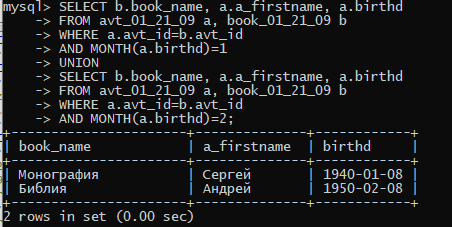 mysql> SELECT b.book_name, a.a_firstname, a.birthd
    -> FROM avt_01_21_09 a, book_01_21_09 b
    -> WHERE a.avt_id=b.avt_id
    -> AND MONTH(a.birthd)=1
    -> UNION
    -> SELECT b.book_name, a.a_firstname, a.birthd
    -> FROM avt_01_21_09 a, book_01_21_09 b
    -> WHERE a.avt_id=b.avt_id
    -> AND MONTH(a.birthd)=2;
+-----------------------+--------------+------------+
| book_name             | a_firstname  | birthd     |
+-----------------------+--------------+------------+
| Монография            | Сергей       | 1940-01-08 |
| Библия                | Андрей       | 1950-02-08 |
+-----------------------+--------------+------------+
2 rows in set (0.00 sec)